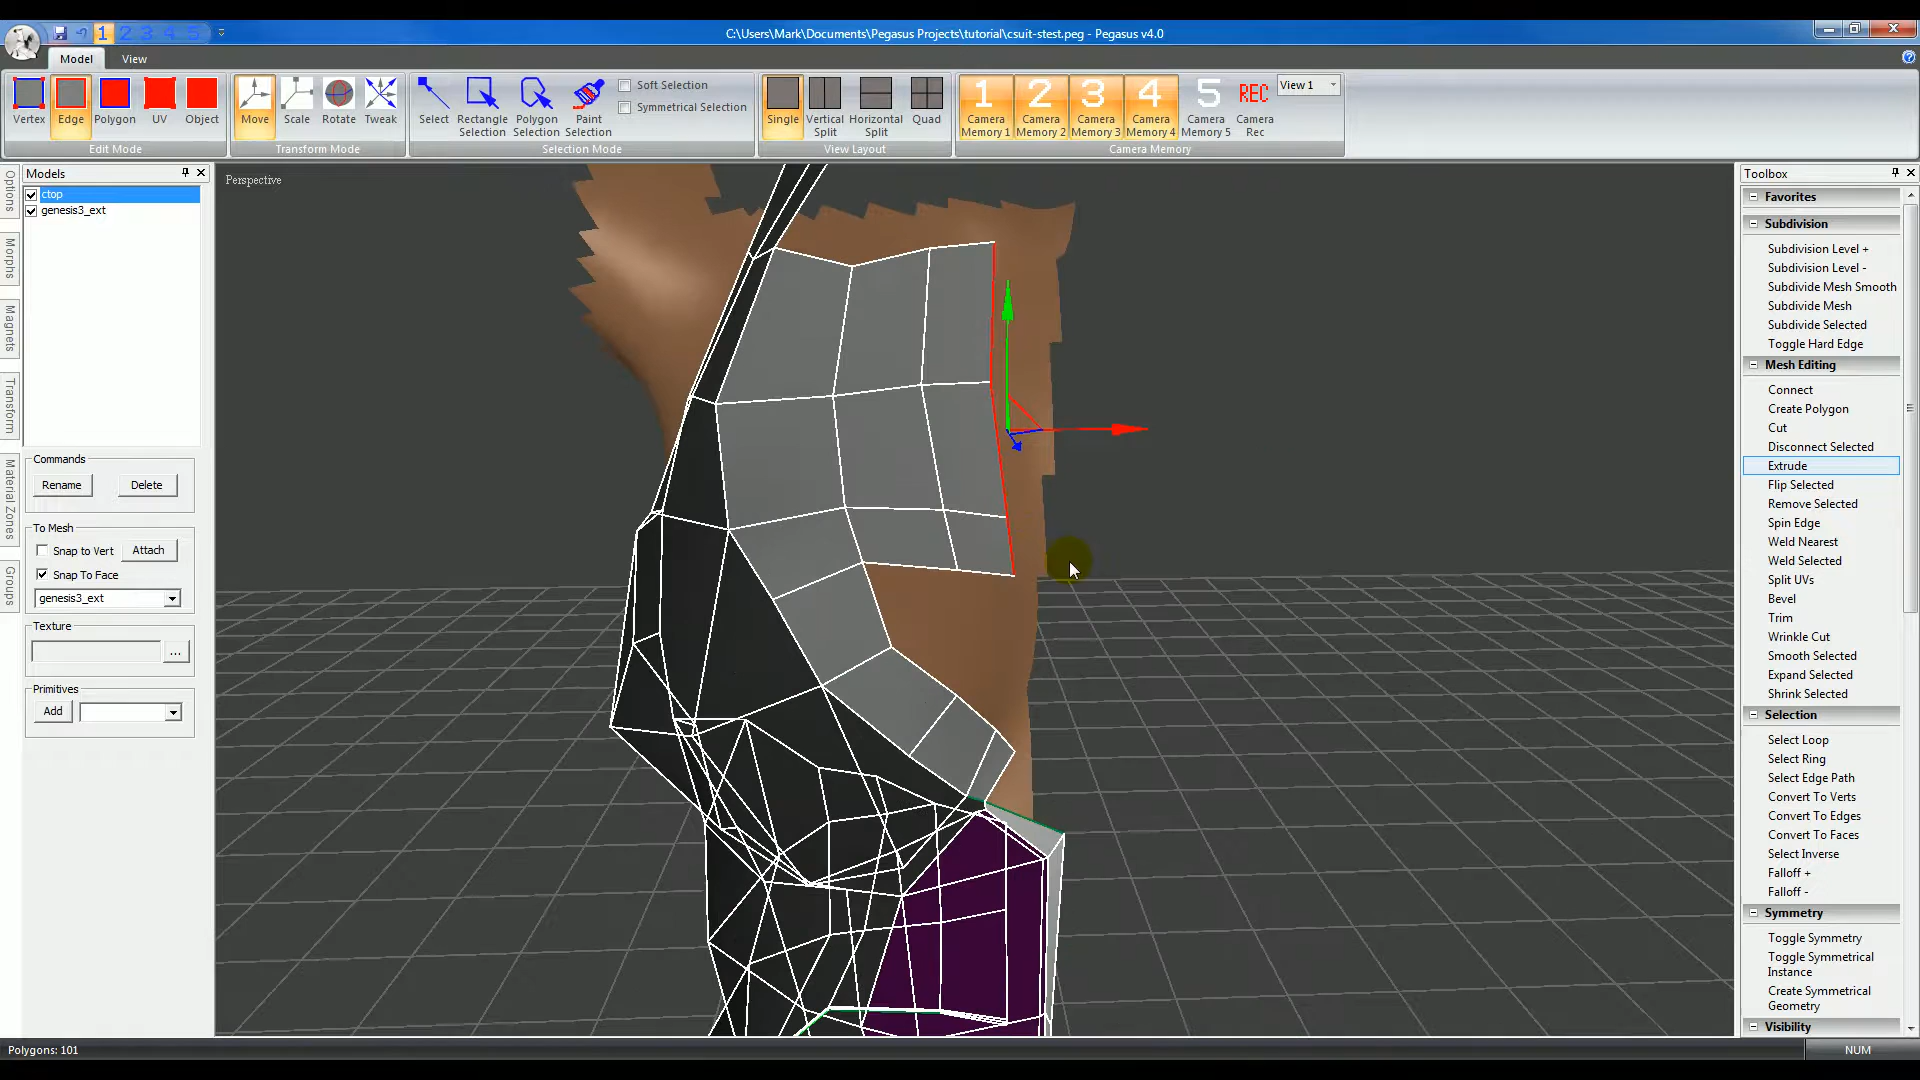 1 2 3 4 5
C:\Users\Mark\Documents\Pegasus Projects\tutorial\csuit-stest.peg - Pegasus v4.0
Model View
Vertex Edge Polygon UV Object
Edit Mode
Move Scale Rotate Tweak
Transform Mode
Select Rectangle Selection Polygon Selection Paint Selection
Soft Selection
Symmetrical Selection
Selection Mode
Single Vertical Split Horizontal Split Quad
View Layout
1 2 3 4 5 REC View 1
Camera Memory 1 Camera Memory 2 Camera Memory 3 Camera Memory 4 Camera Memory 5 Camera Rec
Camera Memory
Options
Morphs
Magnets
Transform
Material Zones
Groups
Models
ctop
genesis3_ext
Commands
Rename Delete
To Mesh
Snap to Vert Attach
Snap To Face
genesis3_ext
Texture
...
Primitives
Add
Perspective
Toolbox
Favorites
Subdivision
Subdivision Level +
Subdivision Level -
Subdivide Mesh Smooth
Subdivide Mesh
Subdivide Selected
Toggle Hard Edge
Mesh Editing
Connect
Create Polygon
Cut
Disconnect Selected
Extrude
Flip Selected
Remove Selected
Spin Edge
Weld Nearest
Weld Selected
Split UVs
Bevel
Trim
Wrinkle Cut
Smooth Selected
Expand Selected
Shrink Selected
Selection
Select Loop
Select Ring
Select Edge Path
Convert To Verts
Convert To Edges
Convert To Faces
Select Inverse
Falloff +
Falloff -
Symmetry
Toggle Symmetry
Toggle Symmetrical
Instance
Create Symmetrical
Geometry
Visibility
Polygons: 101
NUM